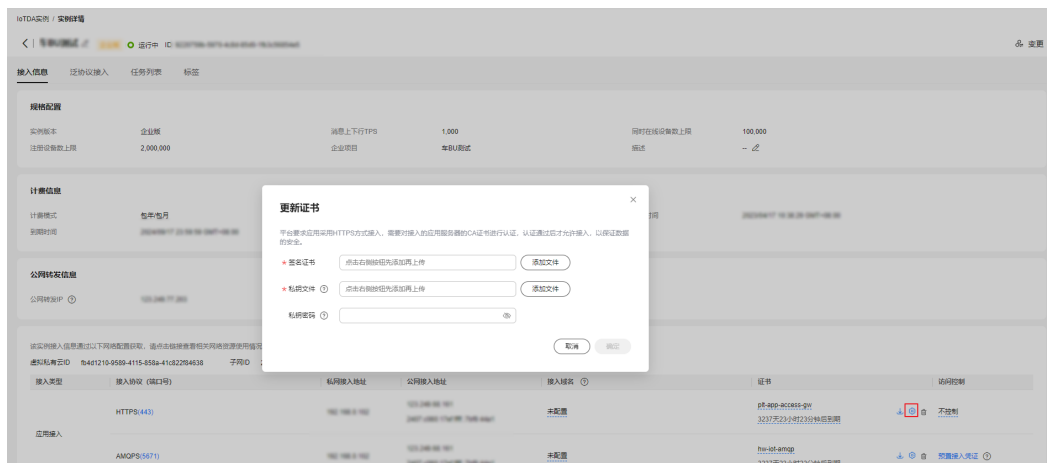 IoTDA实例 / 实例详情
运行中 ID:
变更
接入信息 泛协议接入 任务列表 标签
规格配置
实例版本 企业版 消息上下行TPS 1,000 同时在线设备数上限 100,000
注册设备数上限 2,000,000 企业项目 车BU测试 描述 --
计费信息
计费模式 包年/包月 时间
到期时间
更新证书
平台要求应用采用HTTPS方式接入，需要对接入的应用服务器的CA证书进行认证，认证通过后才允许接入，以保证数据
的安全。
* 签名证书 点击右侧按钮先添加再上传 添加文件
* 私钥文件 点击右侧按钮先添加再上传 添加文件
私钥密码
取消 确定
公网转发信息
公网转发IP
该实例接入信息通过以下网络配置获取，请点击链接查看相关网络资源使用情况
虚拟私有云ID fb4d1210-9589-4115-858a-41c822f84638 子网ID
接入类型 接入协议 (端口号) 私网接入地址 公网接入地址 接入域名 证书 访问控制
应用接入
HTTPS(443) 未配置 plt-app-access-gw 不控制
3237天23小时23分钟后到期
AMQPS(5671) 未配置 hw-iot-amqp 预置接入凭证
3237天23小时23分钟后到期